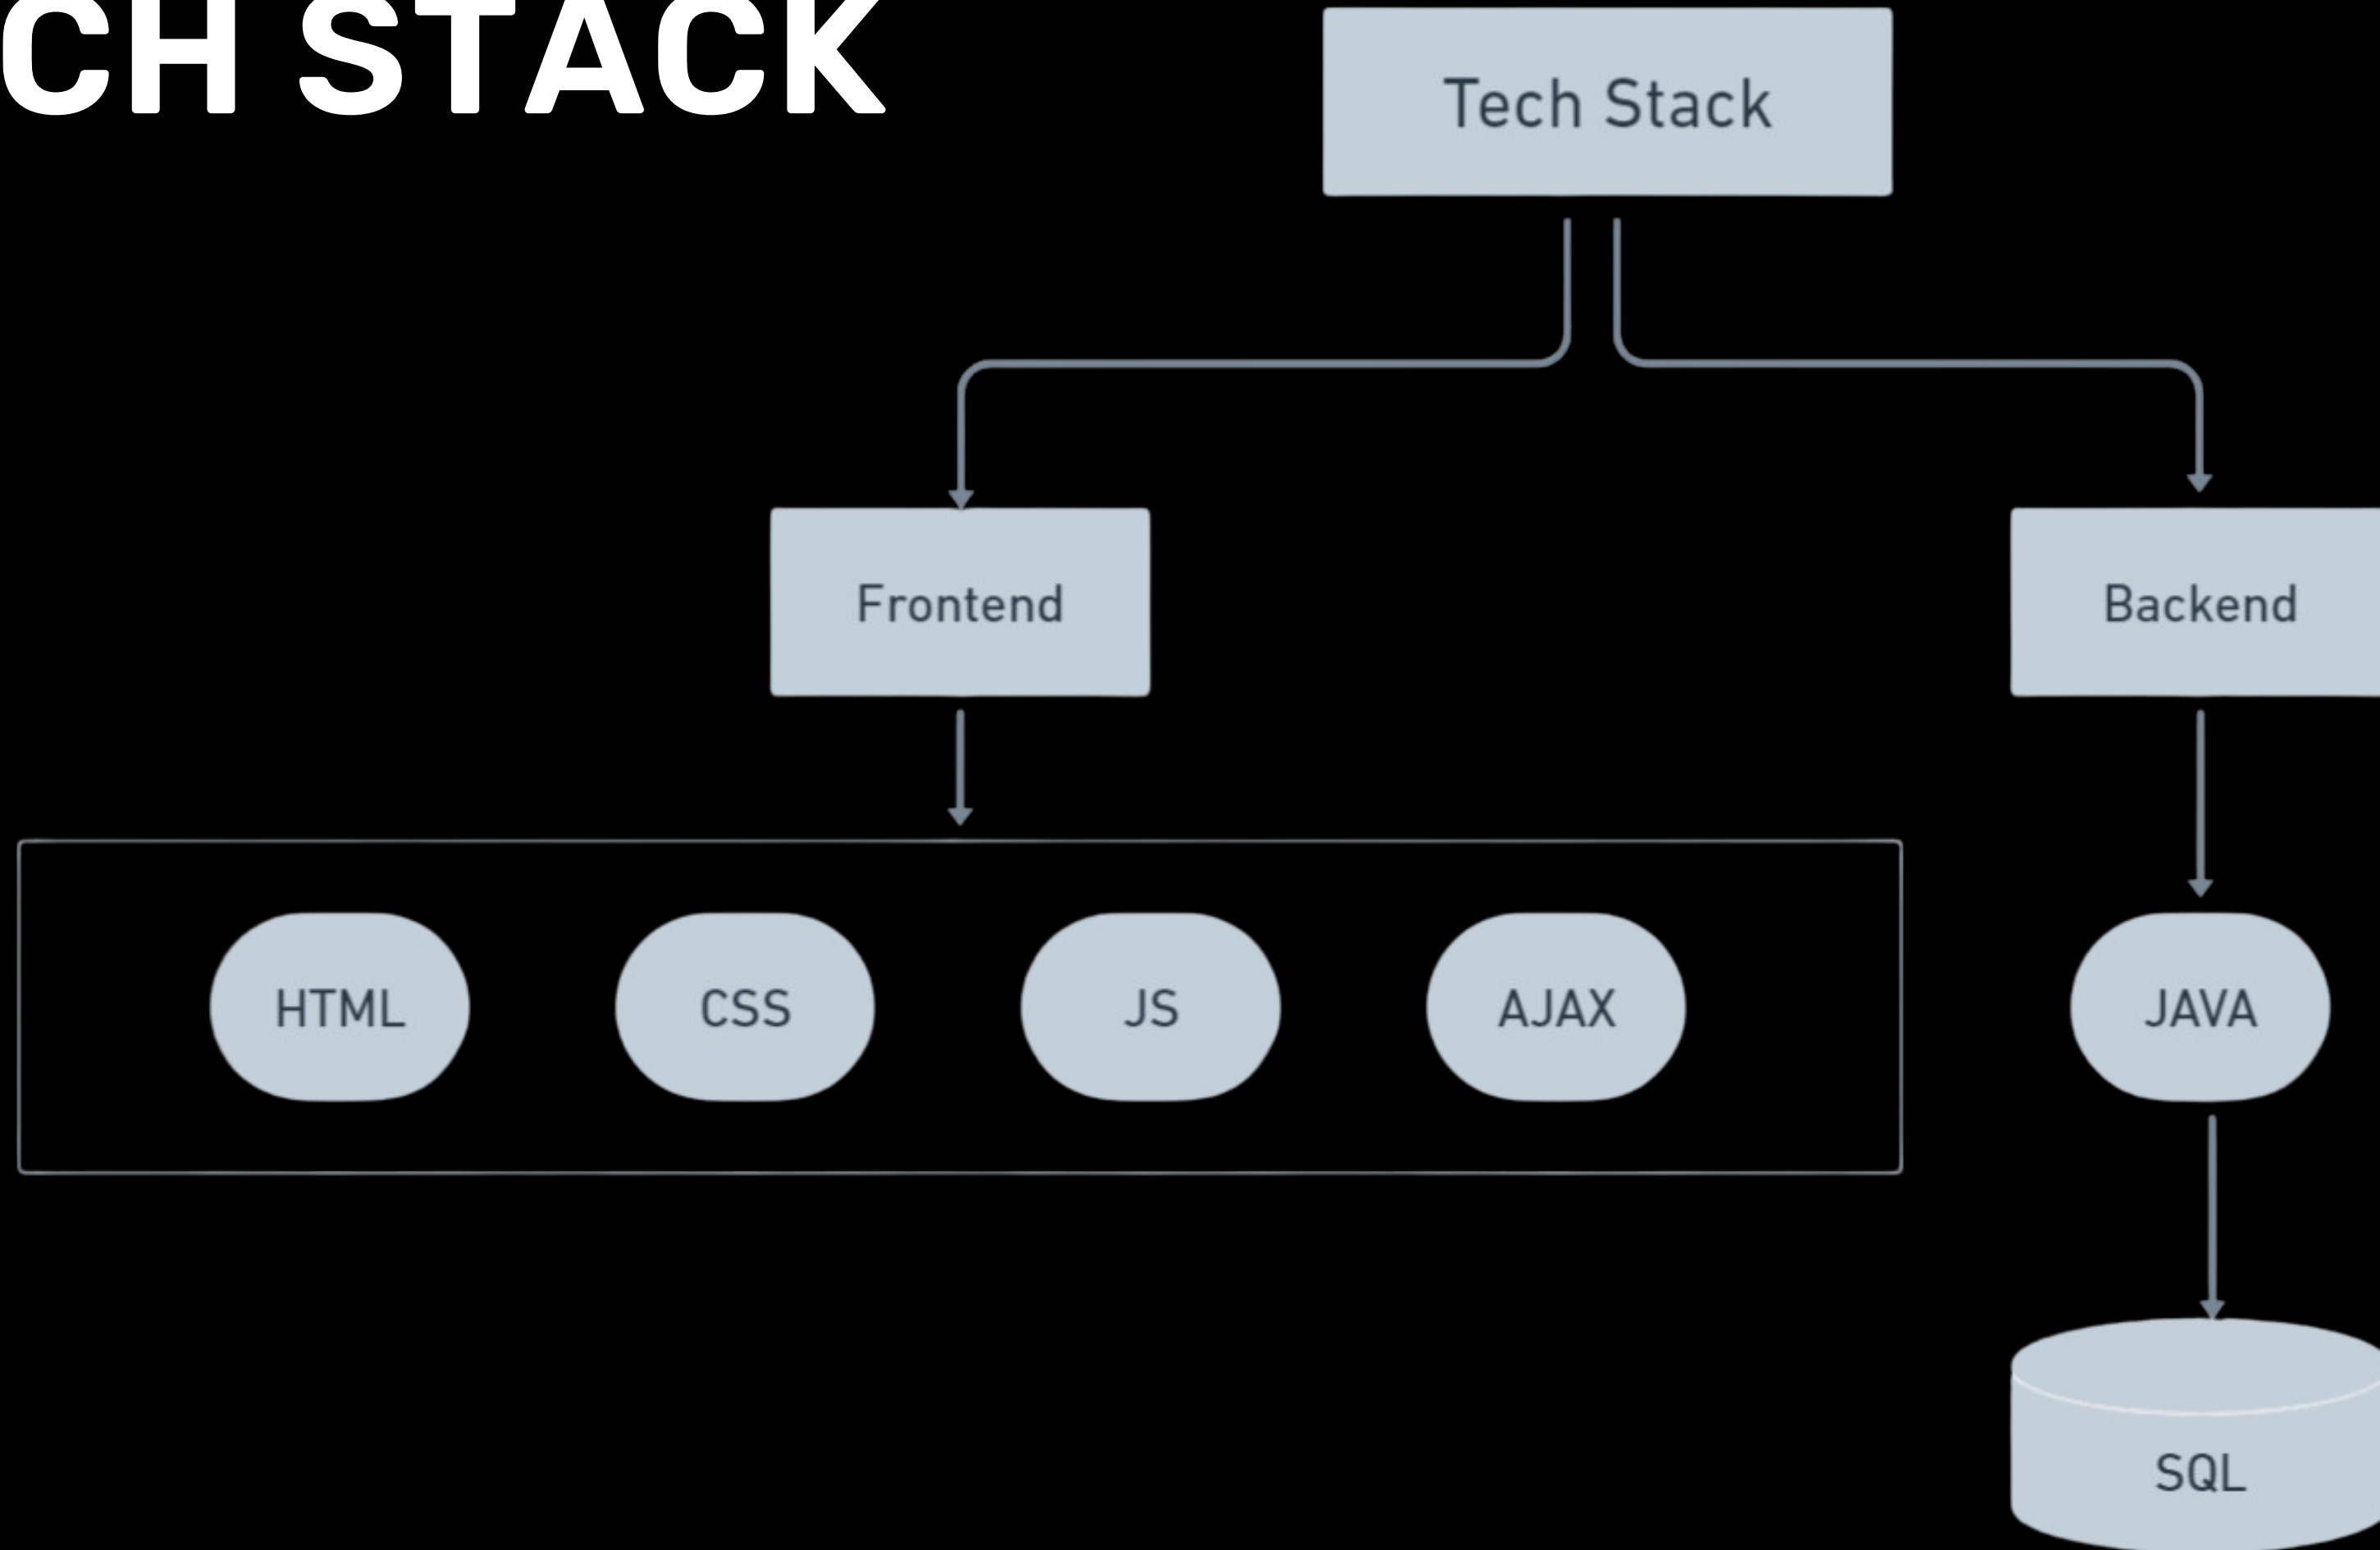 CH STACK
Tech Stack
Frontend
Backend
HTML
CSS
JS
AJAX
JAVA
SQL